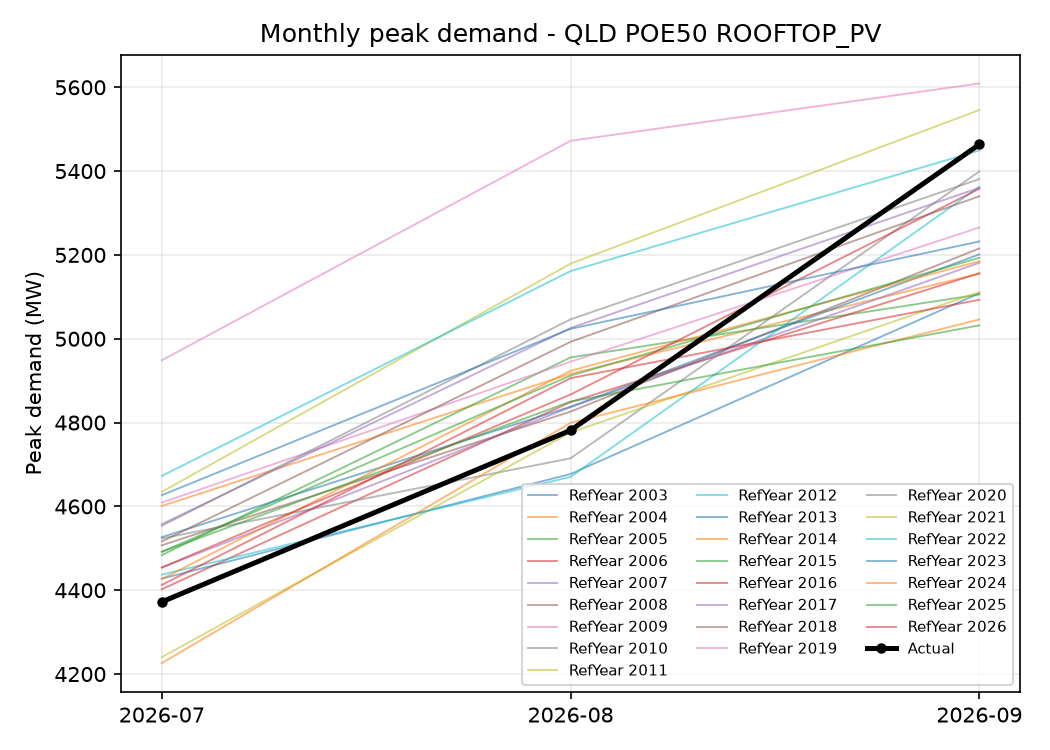 Monthly peak demand - QLD POE50 ROOFTOP_PV
Peak demand (MW)
5600
5400
5200
5000
4800
4600
4400
4200
2026-07
2026-08
2026-09
RefYear 2003
RefYear 2004
RefYear 2005
RefYear 2006
RefYear 2007
RefYear 2008
RefYear 2009
RefYear 2010
RefYear 2011
RefYear 2012
RefYear 2013
RefYear 2014
RefYear 2015
RefYear 2016
RefYear 2017
RefYear 2018
RefYear 2019
RefYear 2020
RefYear 2021
RefYear 2022
RefYear 2023
RefYear 2024
RefYear 2025
RefYear 2026
Actual